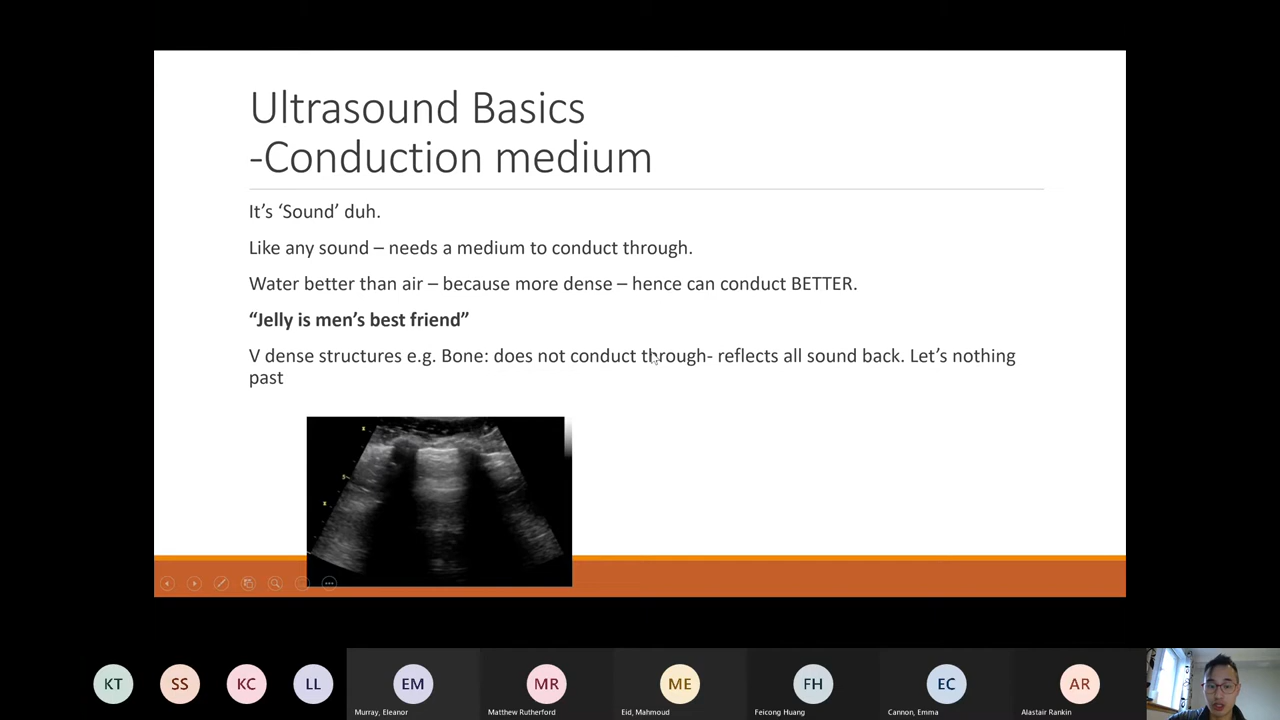 Ultrasound Basics
-Conduction medium
It’s ‘Sound’ duh.
Like any sound – needs a medium to conduct through.
Water better than air – because more dense – hence can conduct BETTER.
“Jelly is men’s best friend”
V dense structures e.g. Bone: does not conduct through- reflects all sound back. Let’s nothing
past
KT
SS
KC
LL
EM
MR
ME
FH
EC
AR
Murray, Eleanor
Matthew Rutherford
Eid, Mahmoud
Feicong Huang
Cannon, Emma
Alastair Rankin